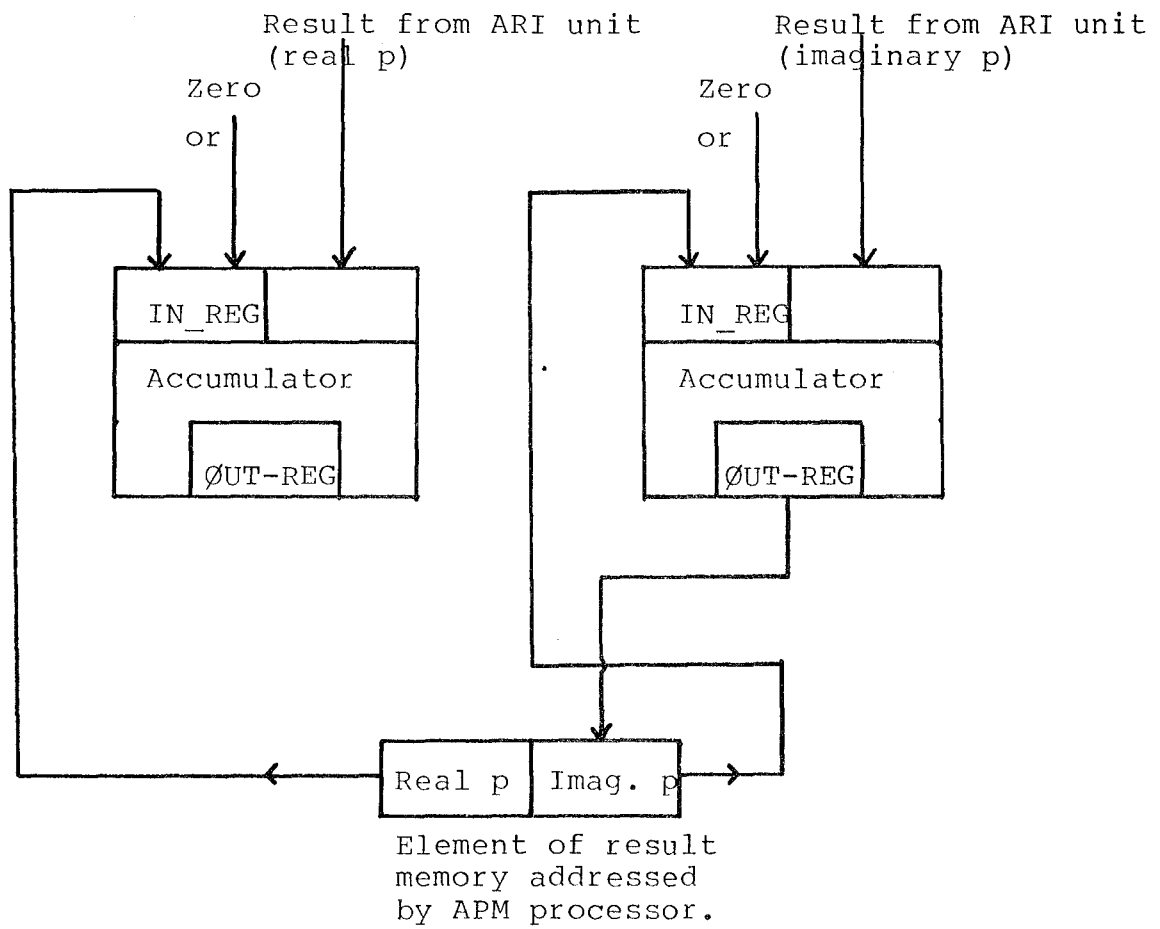 Result from ARI unit
(real p)
Result from ARI unit
(imaginary p)
Zero
or
Zero
or
IN_REG
IN_REG
Accumulator
Accumulator
ØUT-REG
ØUT-REG
Real p
Imag. p
Element of result
memory addressed
by APM processor.